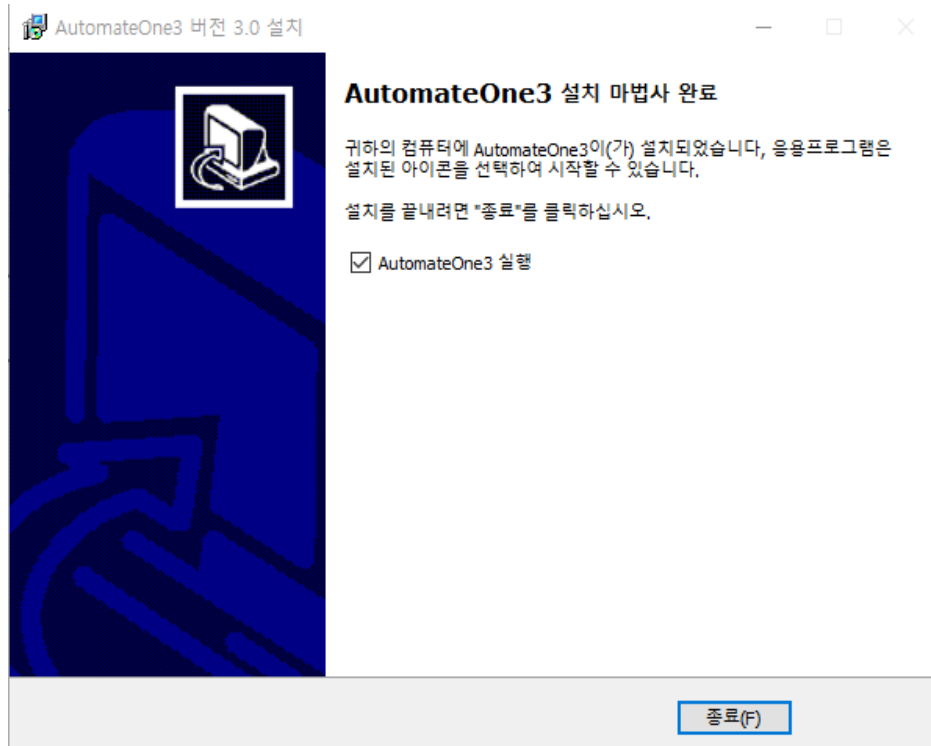 AutomateOne3 버전 3.0 설치
AutomateOne3 설치 마법사 완료
귀하의 컴퓨터에 AutomateOne3이(가) 설치되었습니다, 응용프로그램은
설치된 아이콘을 선택하여 시작할 수 있습니다.
설치를 끝내려면 "종료"를 클릭하십시오.
AutomateOne3 실행
종료(F)